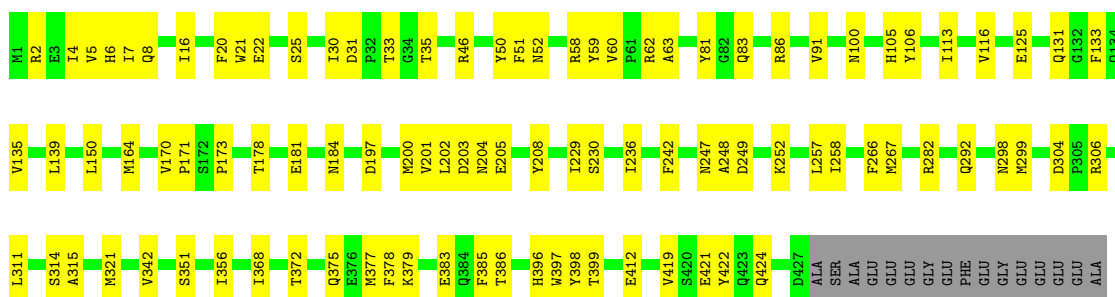 M1 R2 E3 I4 V5 H6 I7 Q8 I16 F20 W21 E22 S25 I30 D31 P32 T33 G34 T35 R46 Y50 F51 N52 R58 Y59 V60 P61 R62 A63 Y81 G82 Q83 R86 V91 N100 H105 Y106 I113 V116 E125 Q131 G132 F133 Q134
V135 L139 L150 M164 V170 P171 S172 P173 T178 E181 N184 D197 M200 V201 L202 D203 N204 E205 Y208 I229 S230 I236 F242 N247 A248 D249 K252 L257 I258 F266 M267 R282 Q292 N298 M299 D304 P305 R306
L311 S314 A315 M321 V342 S351 I356 I368 T372 Q375 E376 M377 F378 K379 E383 Q384 F385 T386 H396 W397 Y398 T399 E412 V419 S420 E421 Y422 Q423 Q424 D427 ALA SER ALA GLU GLU GLU GLY GLU PHE GLU GLY GLU GLU GLU GLU ALA